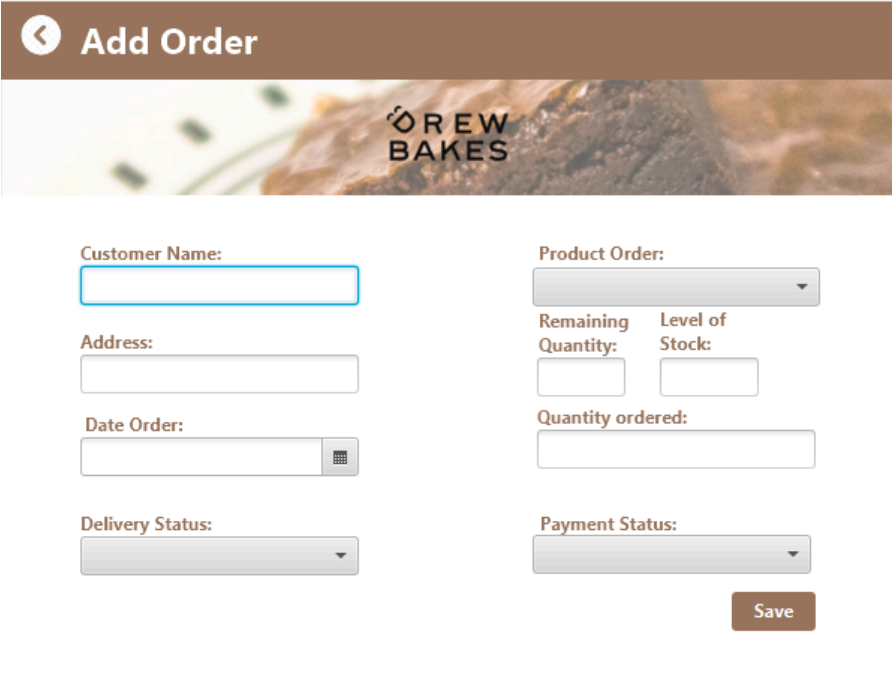 Add Order
DREW
BAKES
Customer Name:
Product Order:
Remaining
Quantity:
Level of
Stock:
Address:
Date Order:
Quantity ordered:
Delivery Status:
Payment Status:
Save